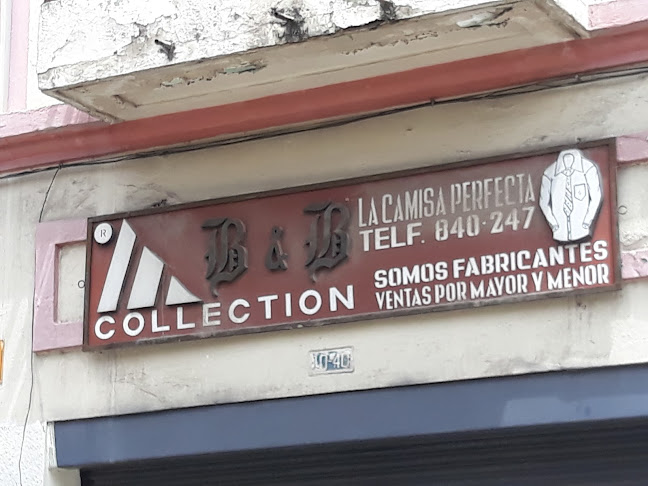 R
B & B
COLLECTION
LA CAMISA PERFECTA
TELF. 840-247
SOMOS FABRICANTES
VENTAS POR MAYOR Y MENOR